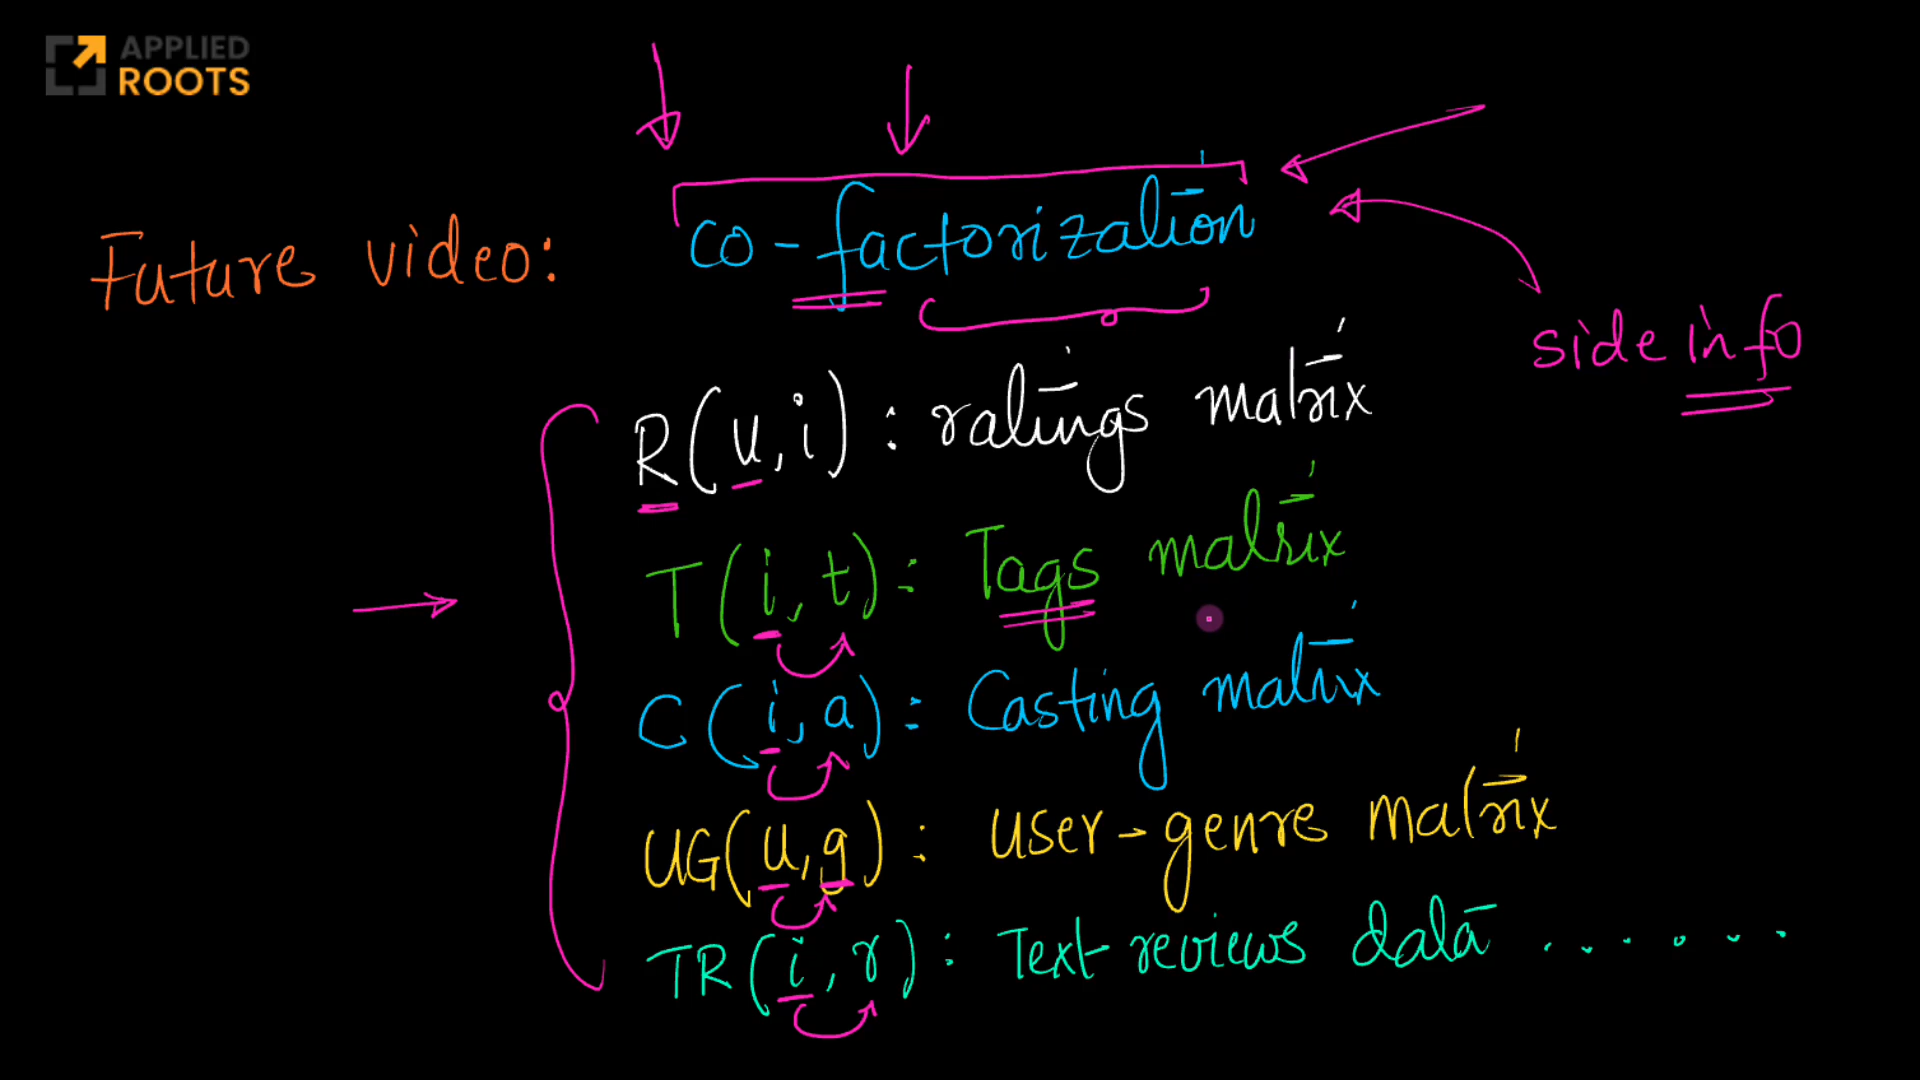 APPLIED
ROOTS
Future video: co-factorization
side info
R(u,i): ratings matrix
T(i,t): Tags matrix
C(i,a): Casting matrix
UG(u,g): user-genre matrix
TR(i,r): Text reviews data ......